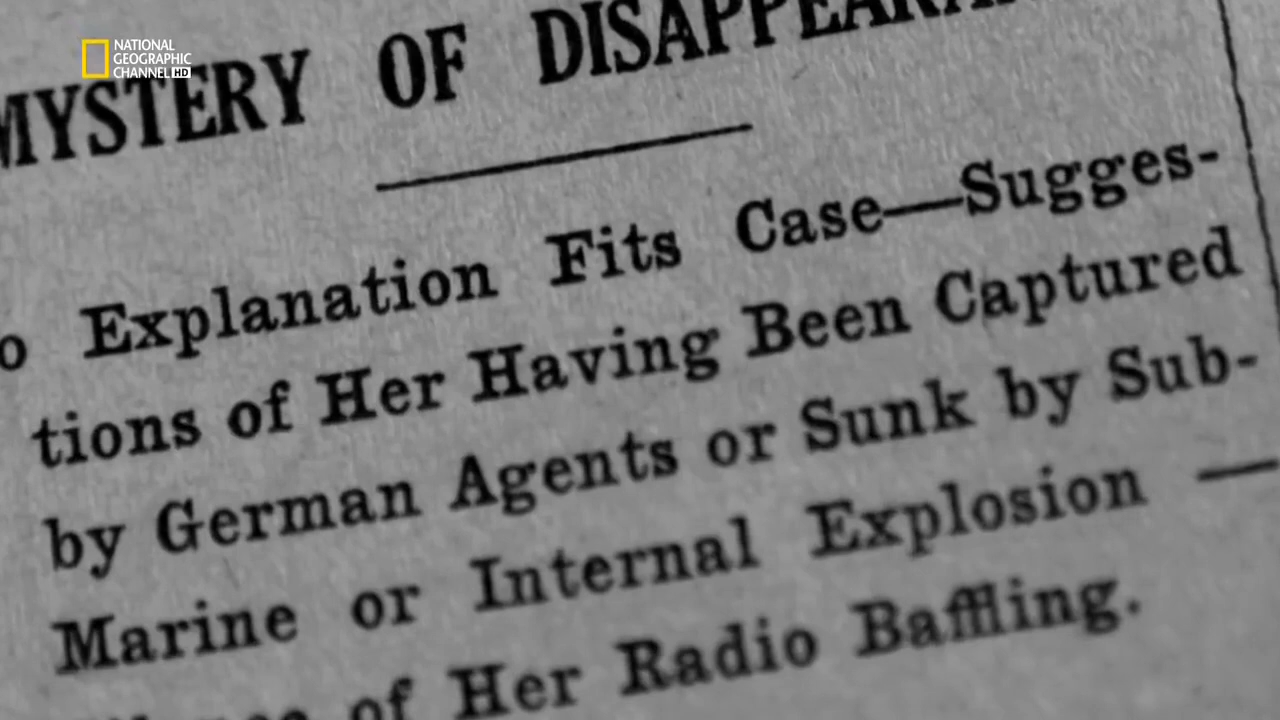 NATIONAL
GEOGRAPHIC
CHANNEL HD
MYSTERY OF
Explanation Fits Case—Sugges-
tions of Her Having Been Captured
by German Agents or Sunk by Sub-
Marine or Internal Explosion —
of Her Radio Baffling.